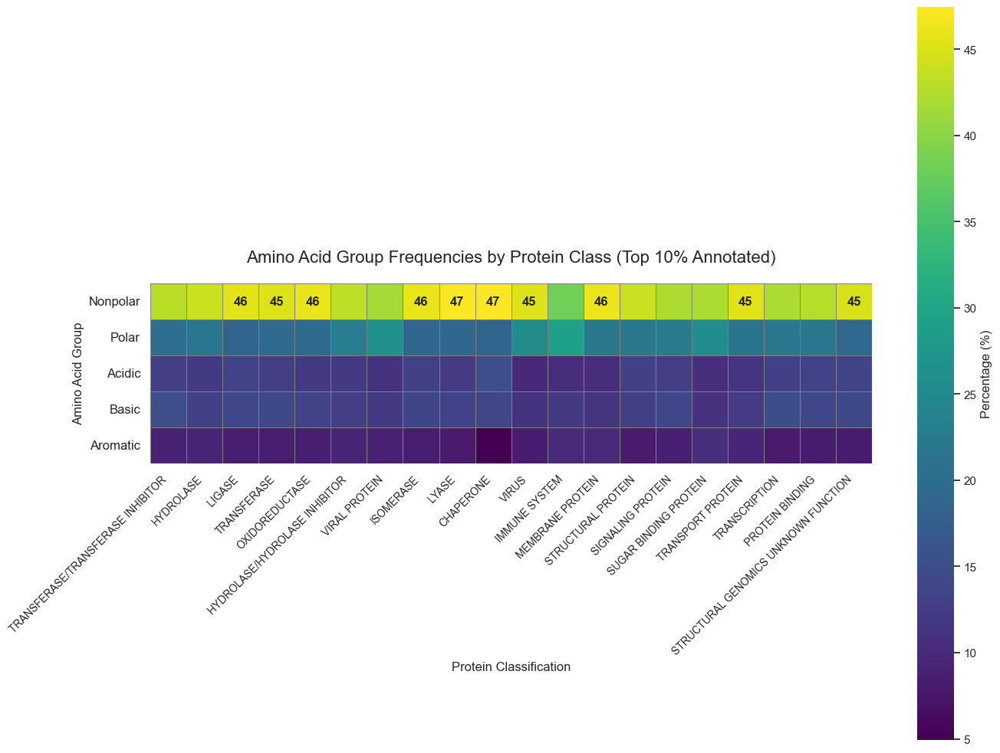 Amino Acid Group Frequencies by Protein Class (Top 10% Annotated)
Amino Acid Group
Nonpolar
46 45 46 46 47 47 45 46 45 45
Polar
Acidic
Basic
Aromatic
TRANSFERASE/TRANSFERASE INHIBITOR
HYDROLASE
LIGASE
TRANSFERASE
OXIDOREDUCTASE
HYDROLASE/HYDROLASE INHIBITOR
VIRAL PROTEIN
ISOMERASE
LYASE
CHAPERONE
VIRUS
IMMUNE SYSTEM
MEMBRANE PROTEIN
STRUCTURAL PROTEIN
SIGNALING PROTEIN
SUGAR BINDING PROTEIN
TRANSPORT PROTEIN
TRANSCRIPTION
PROTEIN BINDING
STRUCTURAL GENOMICS UNKNOWN FUNCTION
Protein Classification
45
40
35
30
25
20
15
10
5
Percentage (%)